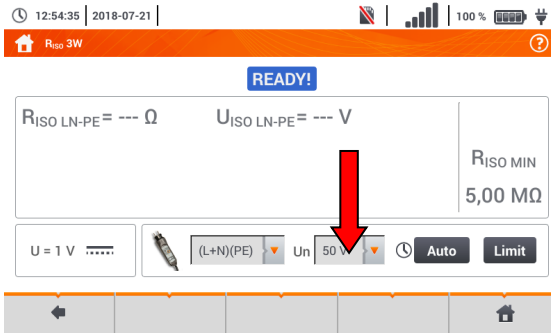 12:54:35 2018-07-21 100 %
RISO 3W ?
READY!
RISO LN-PE= --- Ω UISO LN-PE= --- V
RISO MIN
5,00 MΩ
U = 1 V (L+N)(PE) Un 50 V Auto Limit